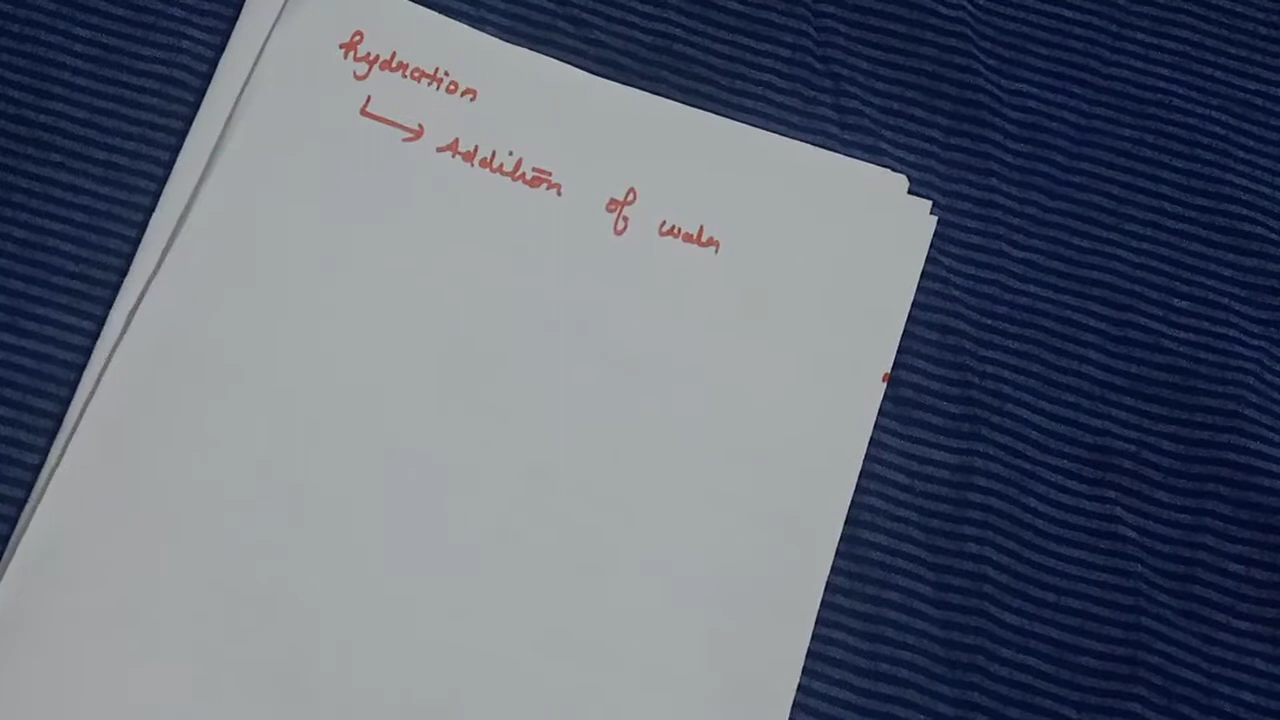 hydration
↳ Addition of water